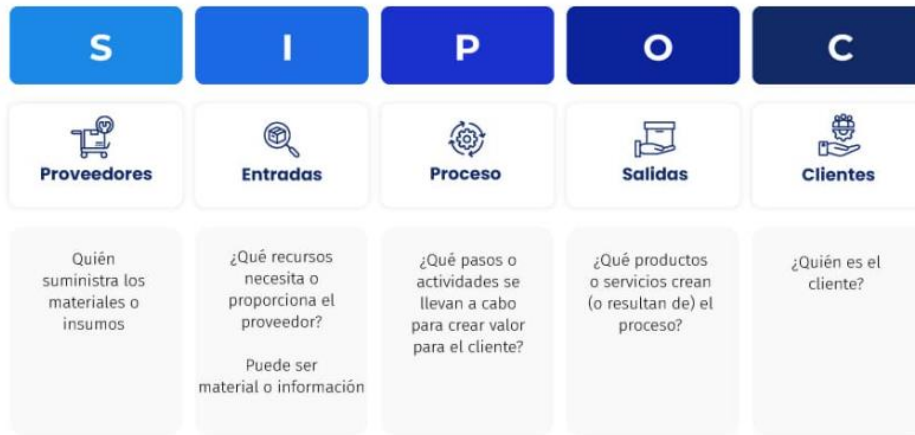 S
I
P
O
C
Proveedores
Entradas
Proceso
Salidas
Clientes
Quién
suministra los
materiales o
insumos
¿Qué recursos
necesita o
proporciona el
proveedor?
Puede ser
material o información
¿Qué pasos o
actividades se
llevan a cabo
para crear valor
para el cliente?
¿Qué productos
o servicios crean
(o resultan de) el
proceso?
¿Quién es el
cliente?